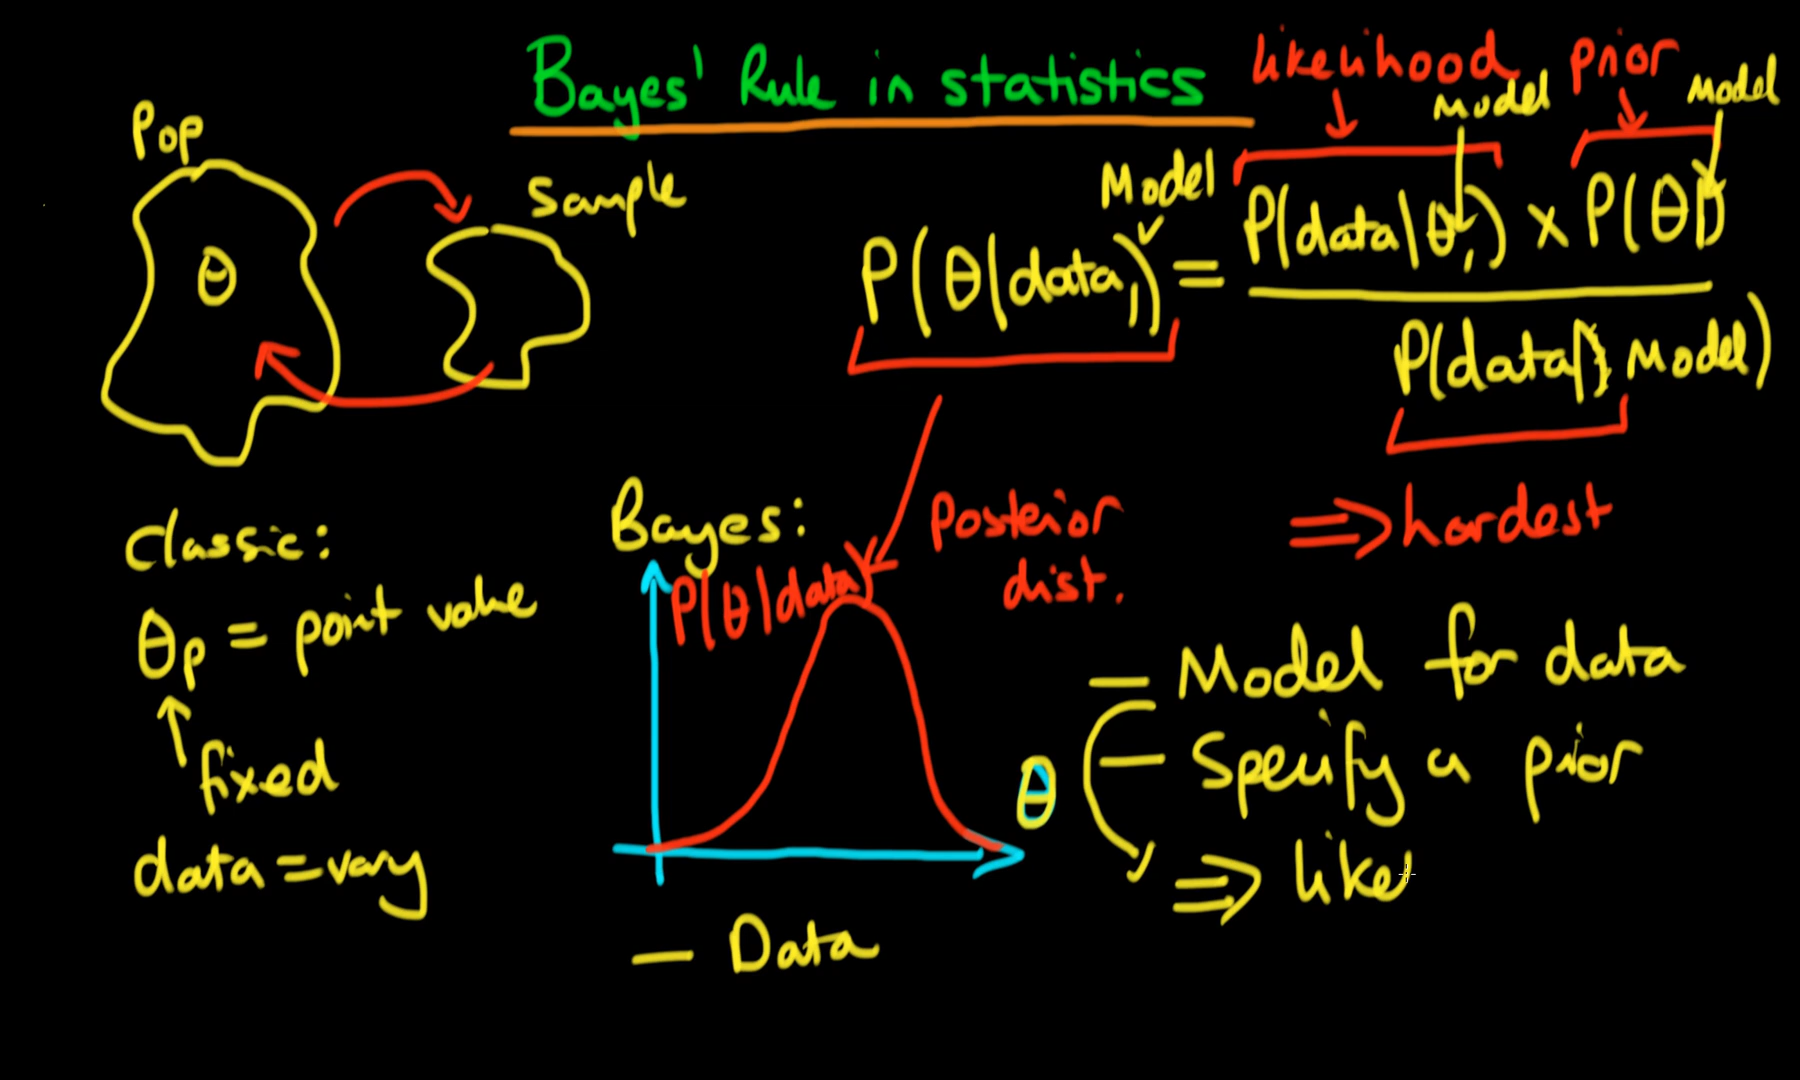 Bayes' Rule in statistics
likelihood
prior
Model
Model
Pop
Sample
Model
θ
P(θ|data,) = P(data|θ,) × P(θ|)
P(data|) Model)
⇒ hardest
Classic:
θp = point value
fixed
data = vary
Bayes:
P(θ|data)
Posterior
dist.
θ
– Data
– Model for data
– Specify a prior
⇒ like